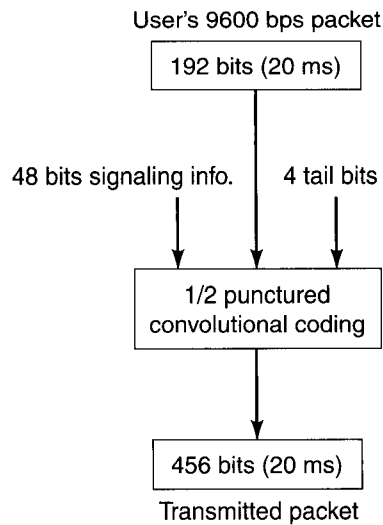 User's 9600 bps packet
192 bits (20 ms)
48 bits signaling info.
4 tail bits
1/2 punctured
convolutional coding
456 bits (20 ms)
Transmitted packet